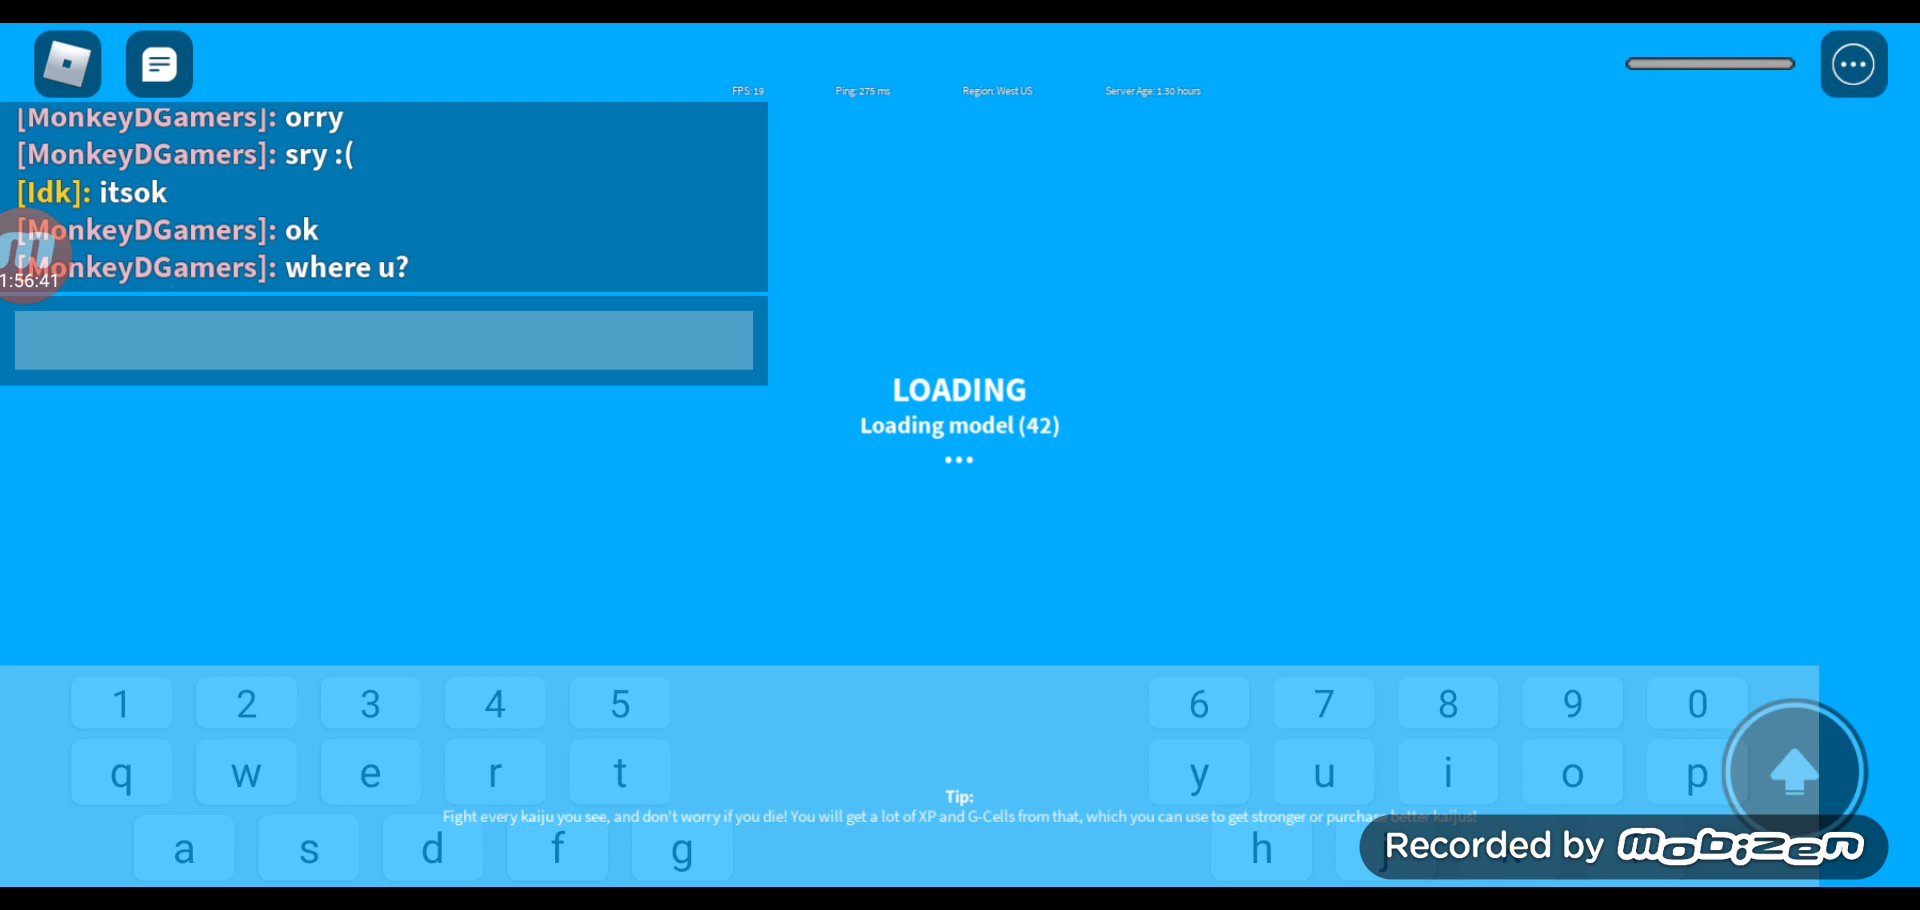 FPS: 19
Ping: 275 ms
Region: West US
Server Age: 1.30 hours
[MonkeyDGamers]: orry
[MonkeyDGamers]: sry :(
[Idk]: itsok
[MonkeyDGamers]: ok
[MonkeyDGamers]: where u?
1:56:41
LOADING
Loading model (42)
...
1 2 3 4 5 6 7 8 9 0
q w e r t y u i o p
Tip:
Fight every kaiju you see, and don't worry if you die! You will get a lot of XP and G-Cells from that, which you can use to get stronger or purchase better kaijus!
a s d f g h j
Recorded by mobizen